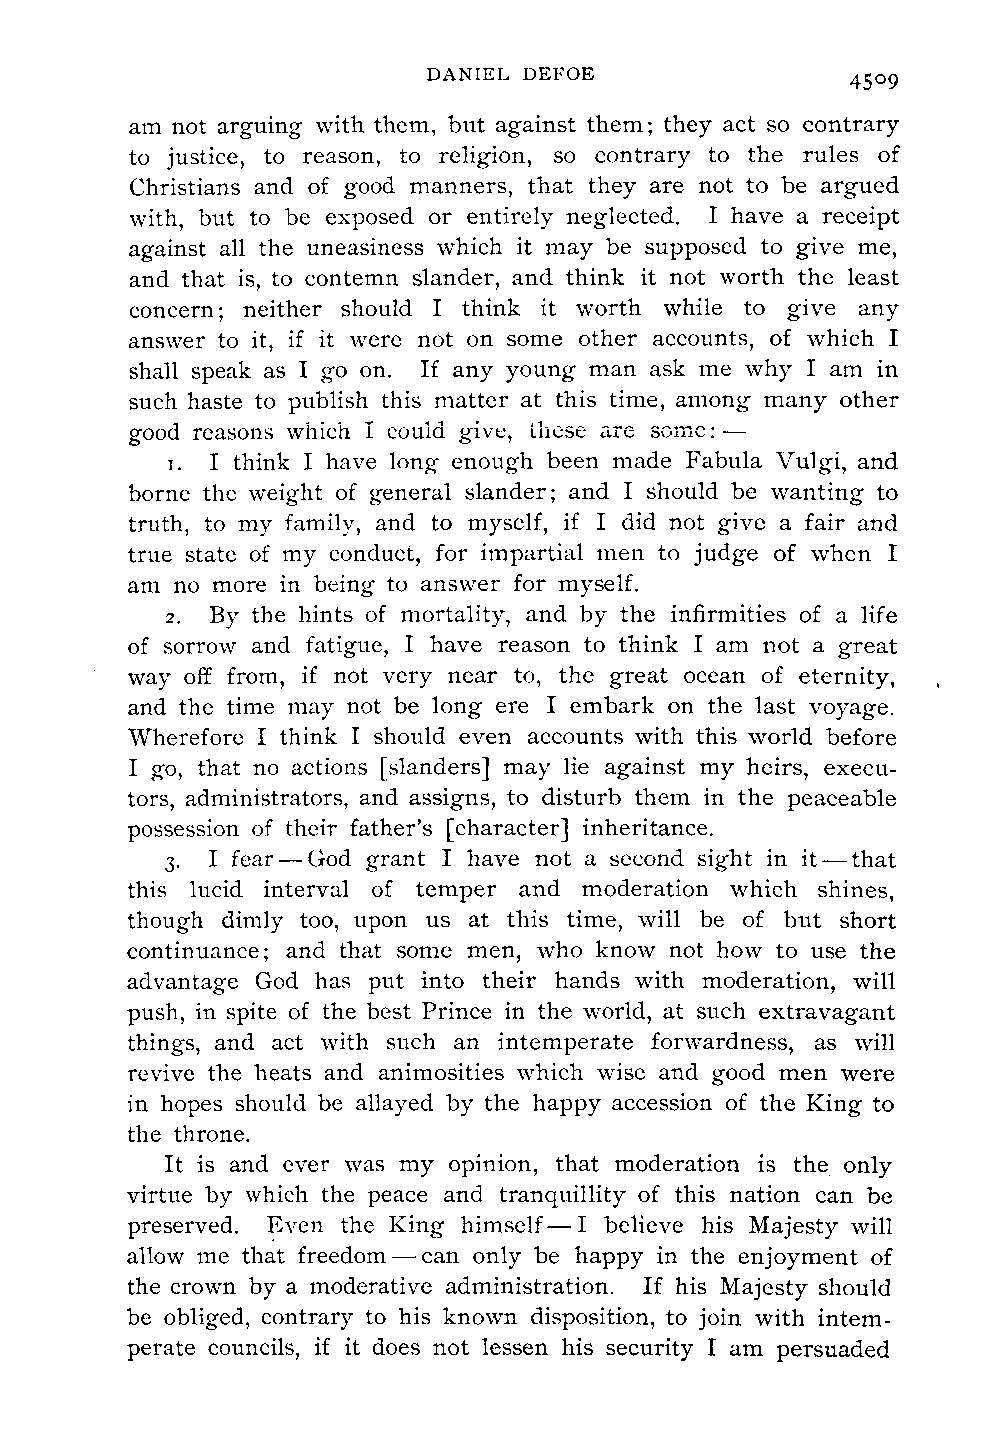 DANIEL DEFOE
4509
am not arguing with them, but against them; they act so contrary
to justice, to reason, to religion, so contrary to the rules of
Christians and of good manners, that they are not to be argued
with, but to be exposed or entirely neglected. I have a receipt
against all the uneasiness which it may be supposed to give me,
and that is, to contemn slander, and think it not worth the least
concern; neither should I think it worth while to give any
answer to it, if it were not on some other accounts, of which I
shall speak as I go on. If any young man ask me why I am in
such haste to publish this matter at this time, among many other
good reasons which I could give, these are some: —
1. I think I have long enough been made Fabula Vulgi, and
borne the weight of general slander; and I should be wanting to
truth, to my family, and to myself, if I did not give a fair and
true state of my conduct, for impartial men to judge of when I
am no more in being to answer for myself.
2. By the hints of mortality, and by the infirmities of a life
of sorrow and fatigue, I have reason to think I am not a great
way off from, if not very near to, the great ocean of eternity,
and the time may not be long ere I embark on the last voyage.
Wherefore I think I should even accounts with this world before
I go, that no actions [slanders] may lie against my heirs, execu-
tors, administrators, and assigns, to disturb them in the peaceable
possession of their father's [character] inheritance.
3. I fear — God grant I have not a second sight in it — that
this lucid interval of temper and moderation which shines,
though dimly too, upon us at this time, will be of but short
continuance; and that some men, who know not how to use the
advantage God has put into their hands with moderation, will
push, in spite of the best Prince in the world, at such extravagant
things, and act with such an intemperate forwardness, as will
revive the heats and animosities which wise and good men were
in hopes should be allayed by the happy accession of the King to
the throne.
It is and ever was my opinion, that moderation is the only
virtue by which the peace and tranquillity of this nation can be
preserved. Even the King himself — I believe his Majesty will
allow me that freedom — can only be happy in the enjoyment of
the crown by a moderative administration. If his Majesty should
be obliged, contrary to his known disposition, to join with intem-
perate councils, if it does not lessen his security I am persuaded